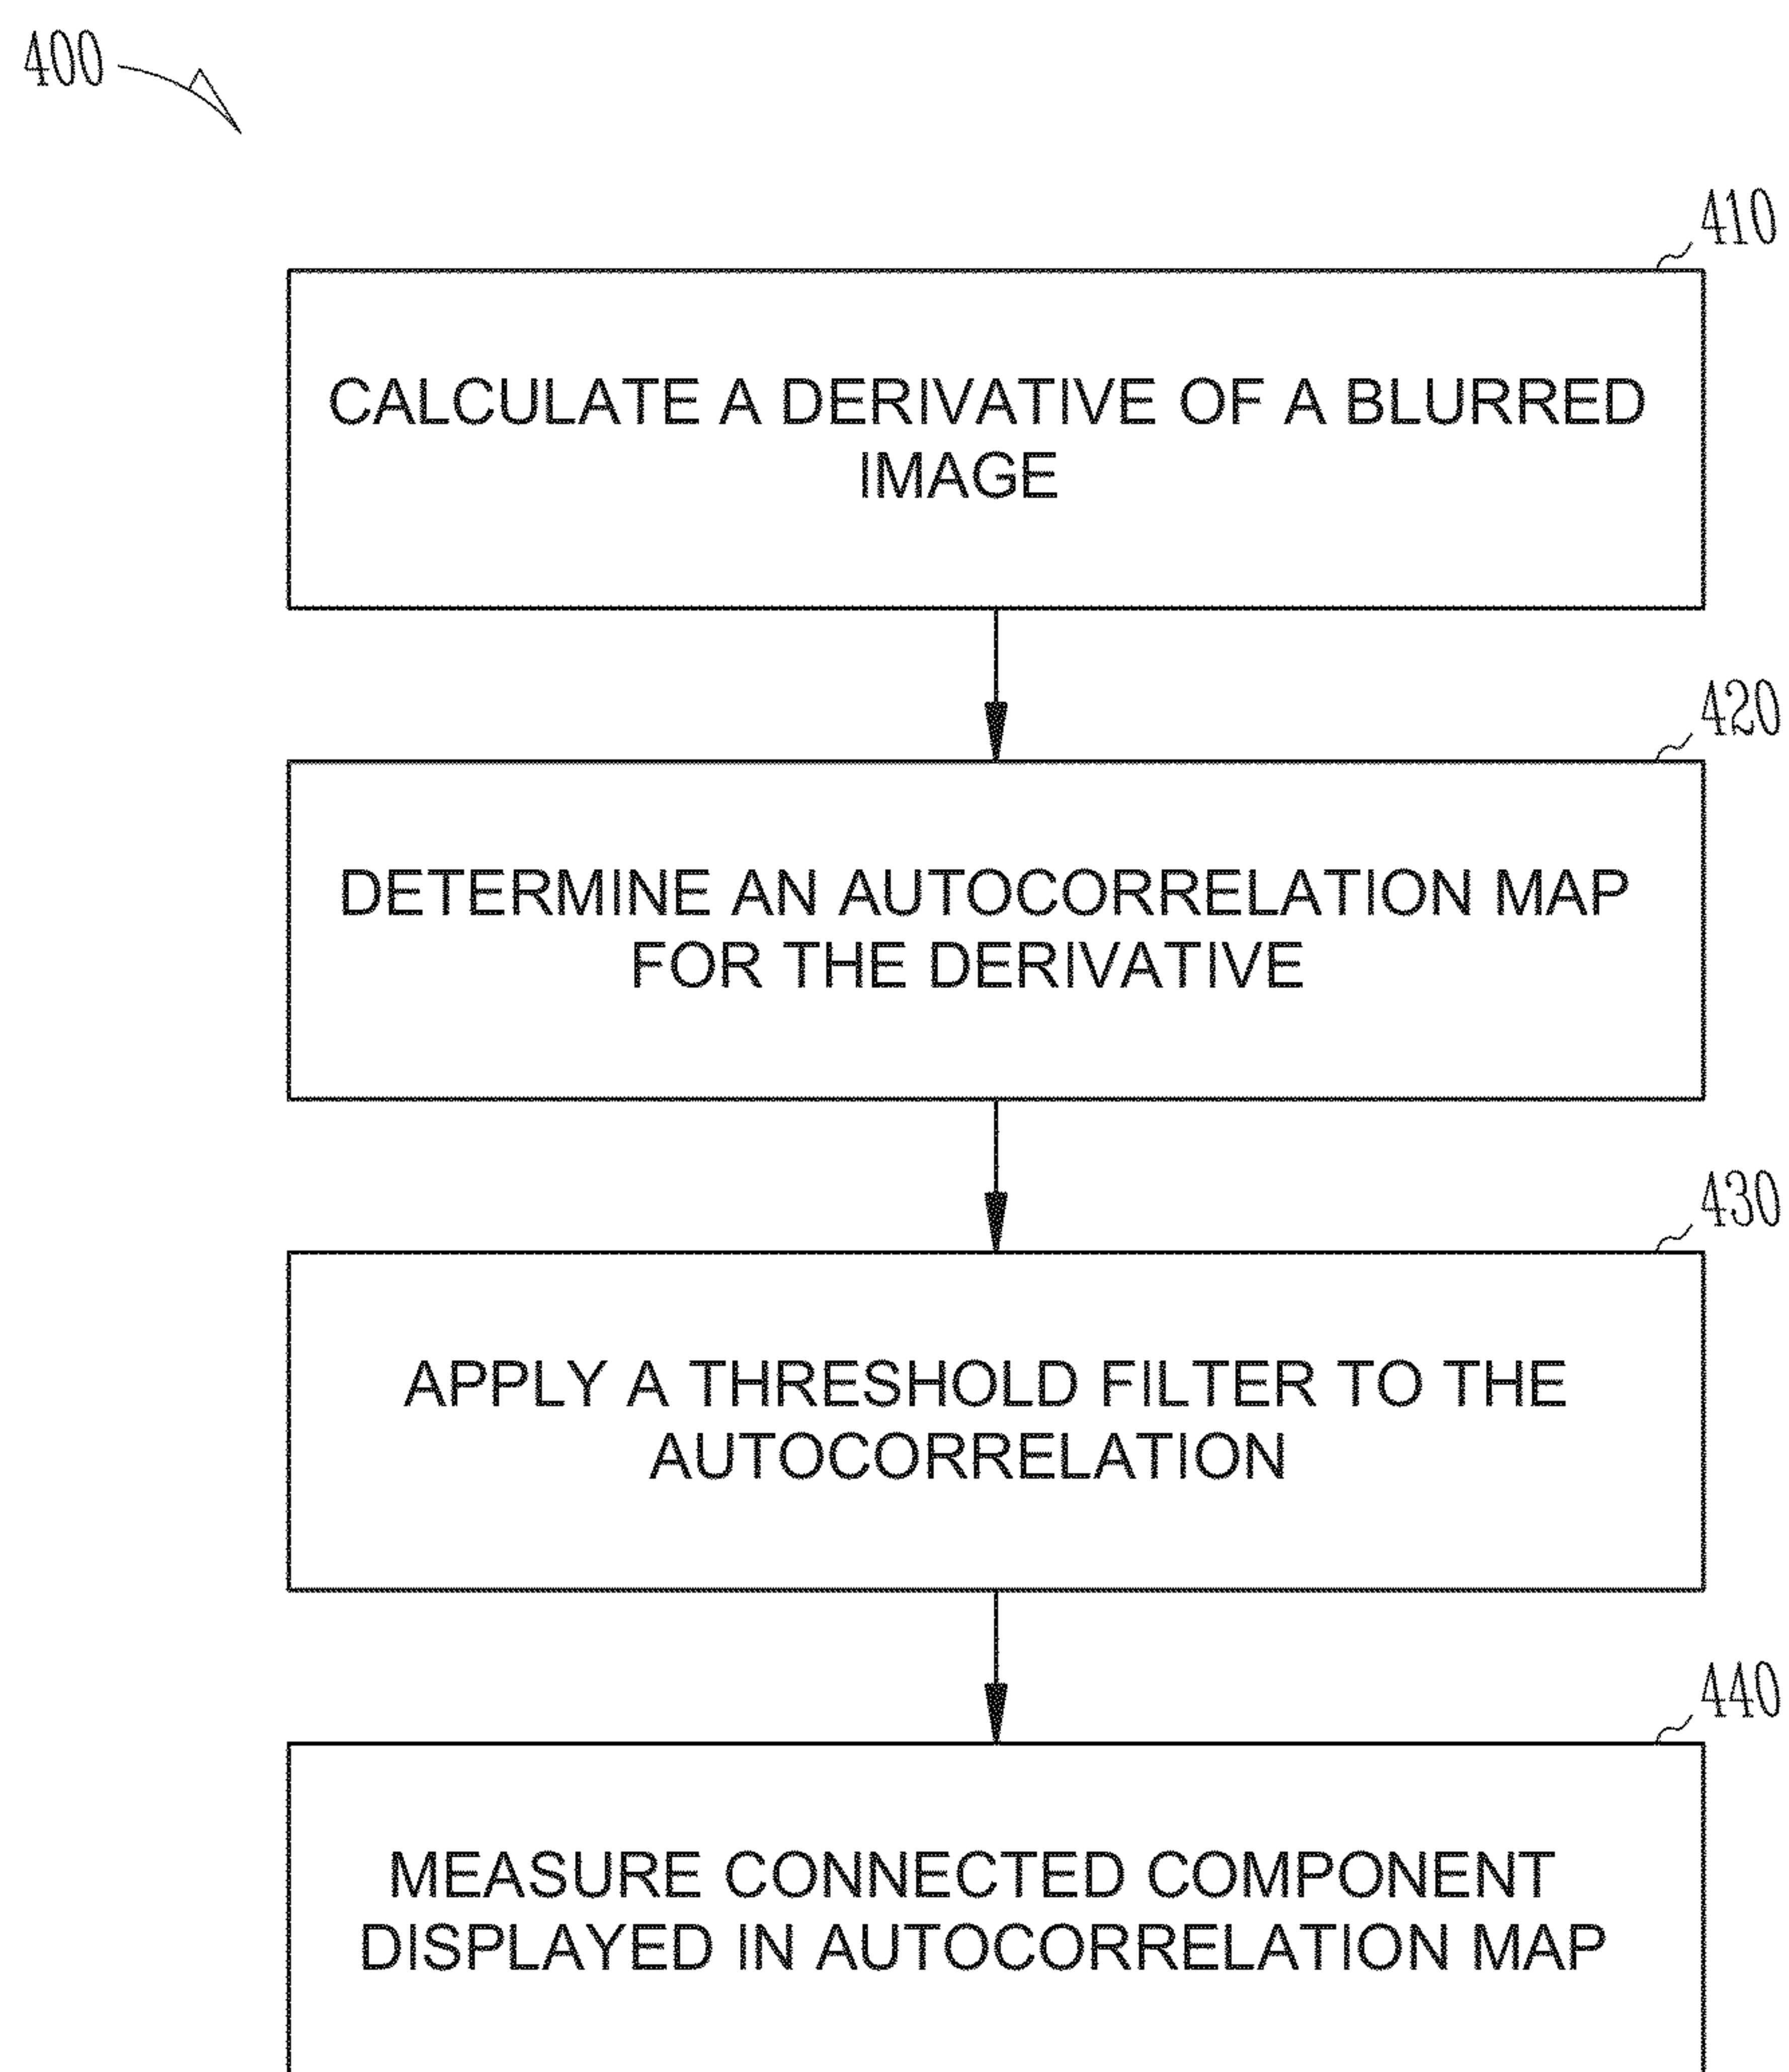 400
410
CALCULATE A DERIVATIVE OF A BLURRED
IMAGE
420
DETERMINE AN AUTOCORRELATION MAP
FOR THE DERIVATIVE
430
APPLY A THRESHOLD FILTER TO THE
AUTOCORRELATION
440
MEASURE CONNECTED COMPONENT
DISPLAYED IN AUTOCORRELATION MAP